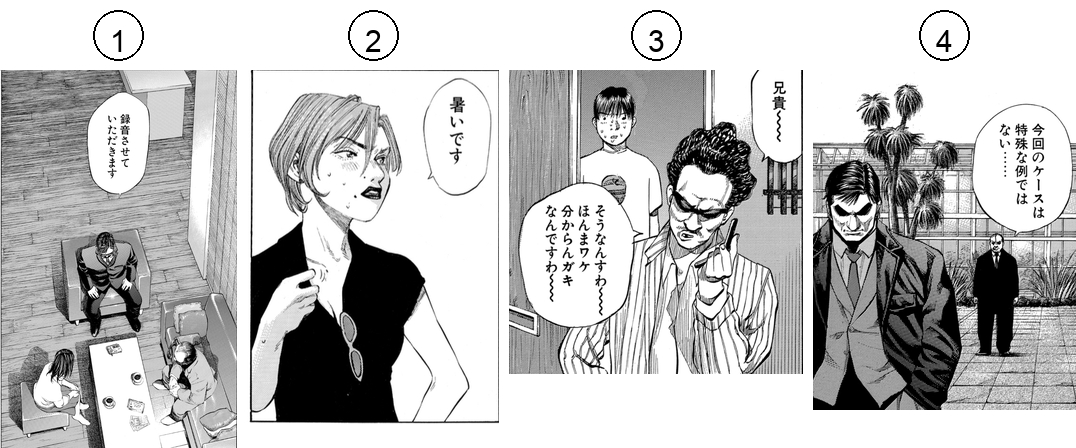 1
録音させて
いただきます
2
暑いです
3
兄貴〜〜〜
そうなんすわ〜〜
ほんまワケ
分からんガキ
なんですわ〜〜
4
今回のケースは
特殊な例では
ない……